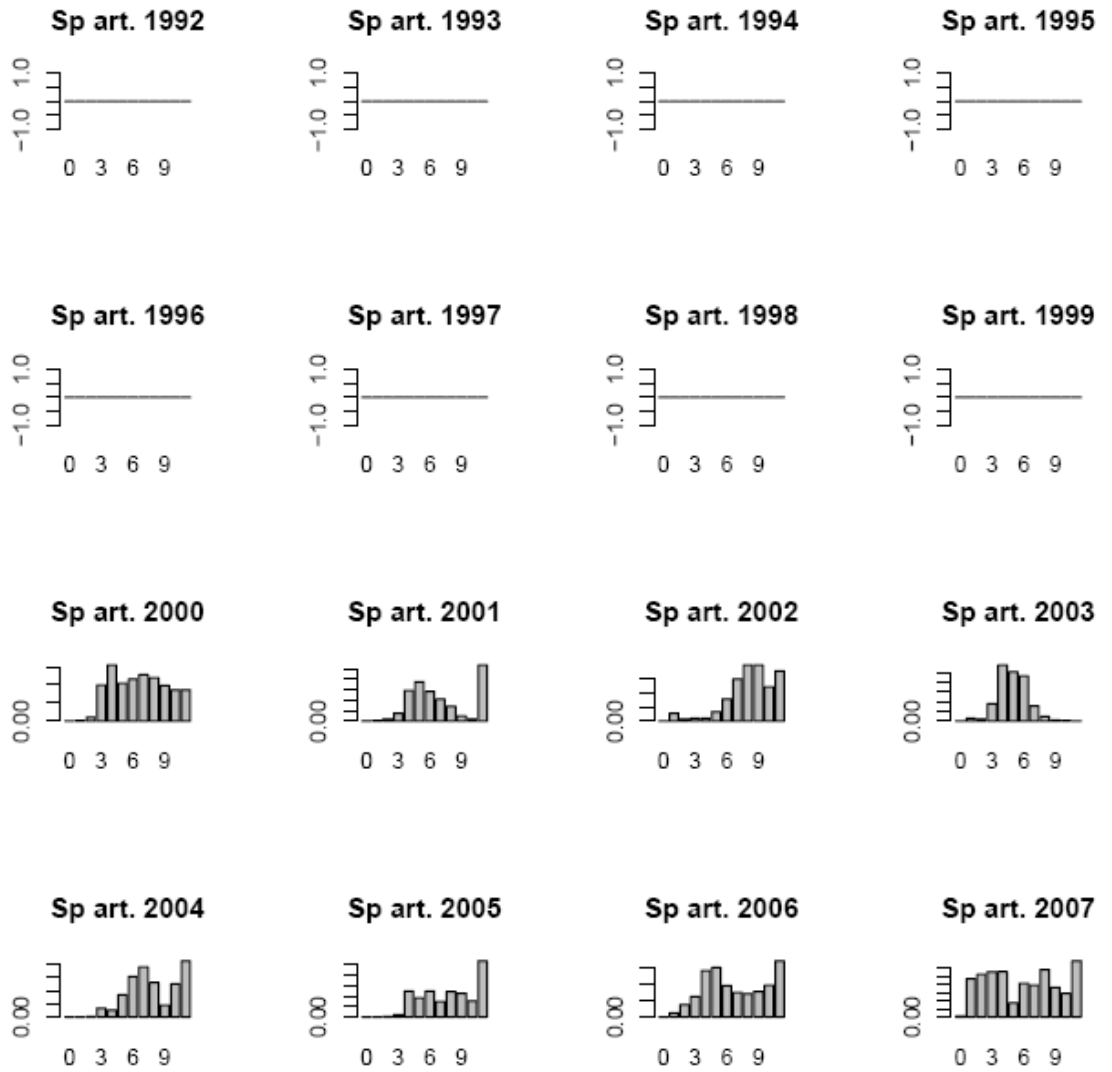 Sp art. 1992 Sp art. 1993 Sp art. 1994 Sp art. 1995
1.0 1.0 1.0 1.0
−1.0 −1.0 −1.0 −1.0
0 3 6 9 0 3 6 9 0 3 6 9 0 3 6 9
Sp art. 1996 Sp art. 1997 Sp art. 1998 Sp art. 1999
1.0 1.0 1.0 1.0
−1.0 −1.0 −1.0 −1.0
0 3 6 9 0 3 6 9 0 3 6 9 0 3 6 9
Sp art. 2000 Sp art. 2001 Sp art. 2002 Sp art. 2003
0.00 0.00 0.00 0.00
0 3 6 9 0 3 6 9 0 3 6 9 0 3 6 9
Sp art. 2004 Sp art. 2005 Sp art. 2006 Sp art. 2007
0.00 0.00 0.00 0.00
0 3 6 9 0 3 6 9 0 3 6 9 0 3 6 9